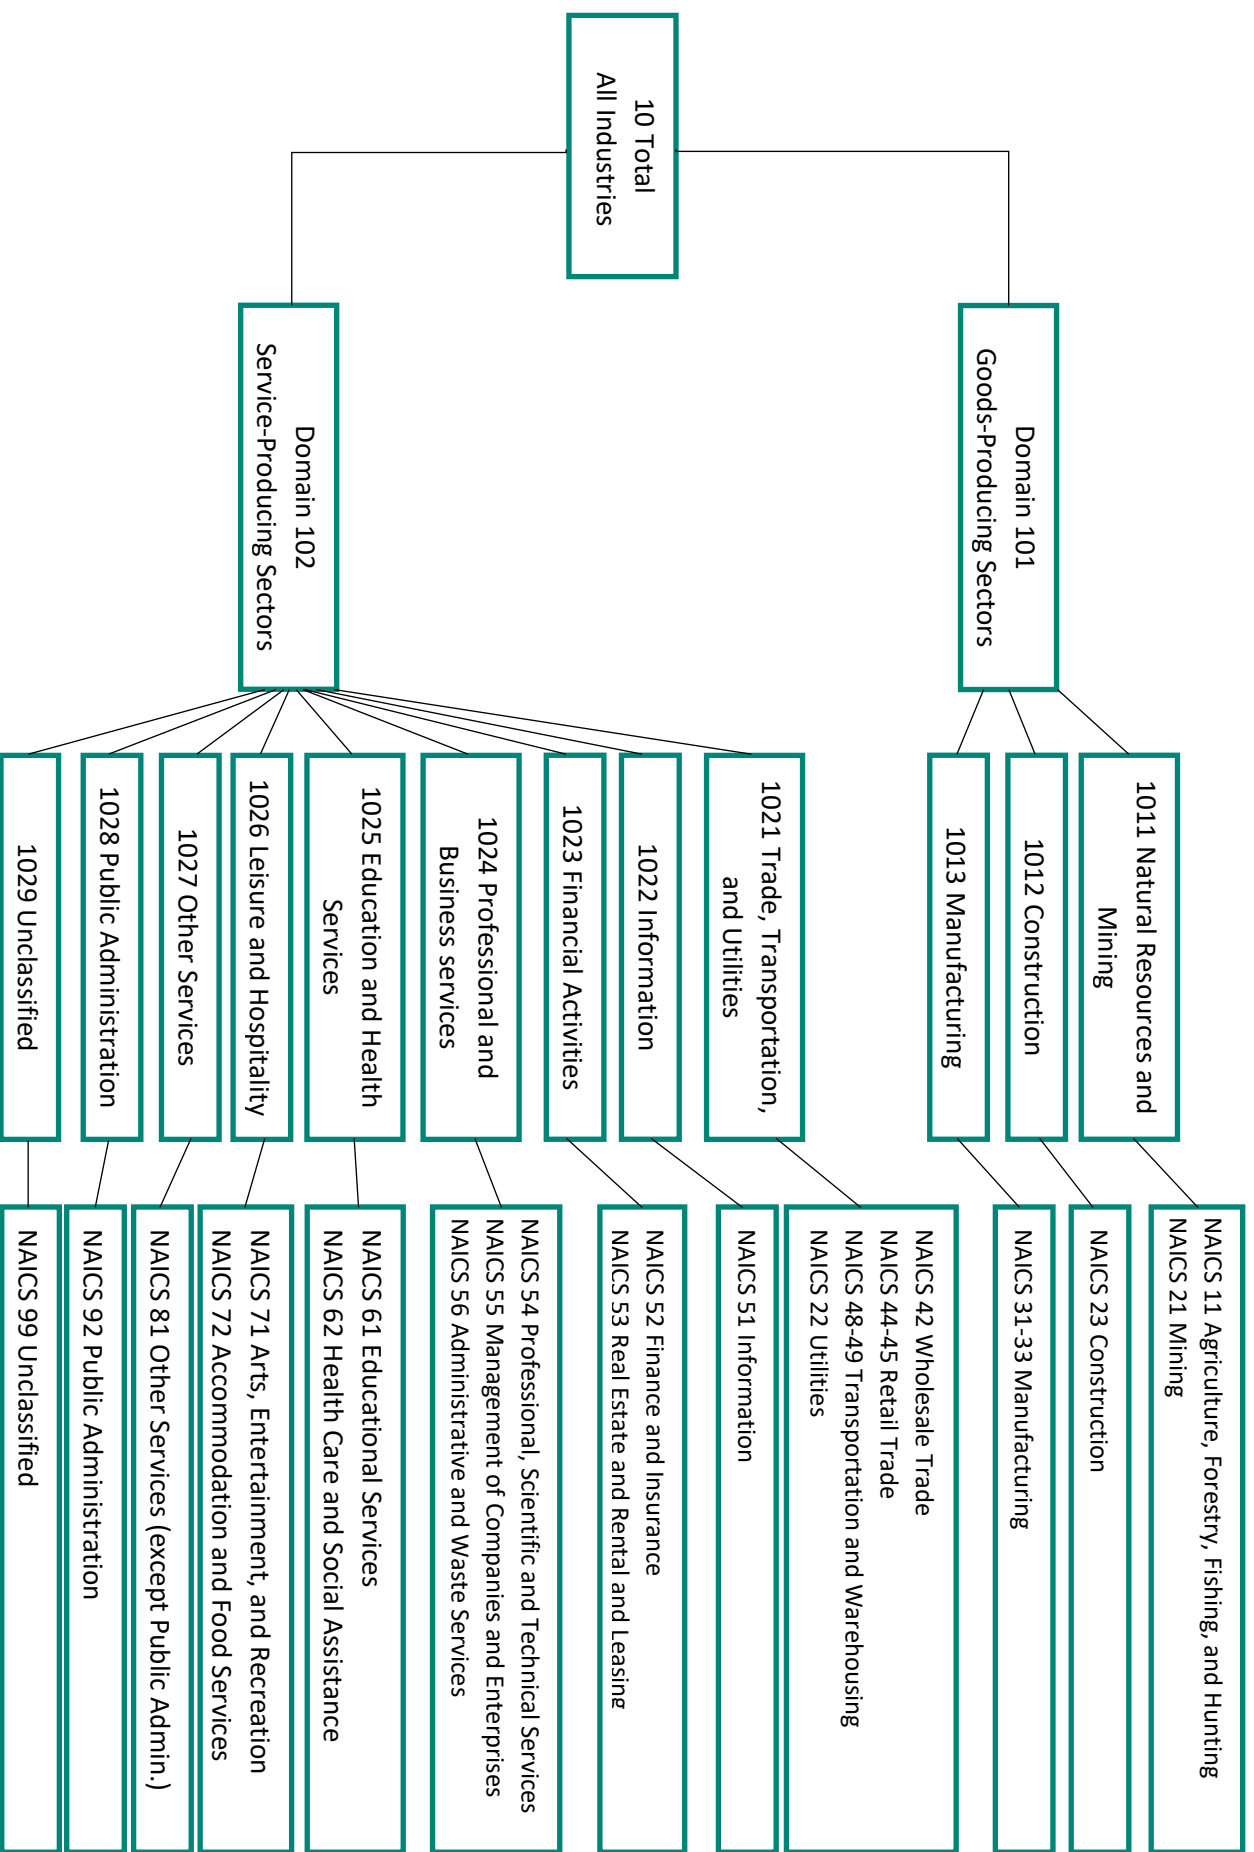 10 Total
All Industries
Domain 101
Goods-Producing Sectors
Domain 102
Service-Producing Sectors
1011 Natural Resources and
Mining
1012 Construction
1013 Manufacturing
1021 Trade, Transportation,
and Utilities
1022 Information
1023 Financial Activities
1024 Professional and
Business services
1025 Education and Health
Services
1026 Leisure and Hospitality
1027 Other Services
1028 Public Administration
1029 Unclassified
NAICS 11 Agriculture, Forestry, Fishing, and Hunting
NAICS 21 Mining
NAICS 23 Construction
NAICS 31-33 Manufacturing
NAICS 42 Wholesale Trade
NAICS 44-45 Retail Trade
NAICS 48-49 Transportation and Warehousing
NAICS 22 Utilities
NAICS 51 Information
NAICS 52 Finance and Insurance
NAICS 53 Real Estate and Rental and Leasing
NAICS 54 Professional, Scientific and Technical Services
NAICS 55 Management of Companies and Enterprises
NAICS 56 Administrative and Waste Services
NAICS 61 Educational Services
NAICS 62 Health Care and Social Assistance
NAICS 71 Arts, Entertainment, and Recreation
NAICS 72 Accommodation and Food Services
NAICS 81 Other Services (except Public Admin.)
NAICS 92 Public Administration
NAICS 99 Unclassified